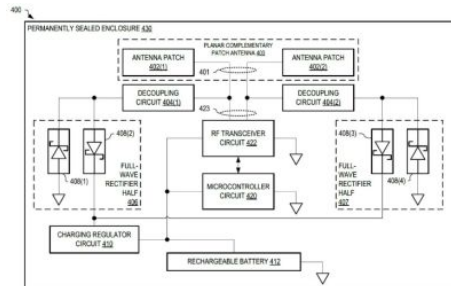 400
PERMANENTLY SEALED ENCLOSURE 430
PLANAR COMPLEMENTARY
PATCH ANTENNA 403
ANTENNA PATCH
402(1)
ANTENNA PATCH
402(2)
401
DECOUPLING
CIRCUIT 404(1)
DECOUPLING
CIRCUIT 404(2)
423
408(2)
408(1)
FULL-
WAVE
RECTIFIER
HALF
406
RF TRANSCEIVER
CIRCUIT 422
MICROCONTROLLER
CIRCUIT 420
408(3)
408(4)
FULL-
WAVE
RECTIFIER
HALF
407
CHARGING REGULATOR
CIRCUIT 410
RECHARGEABLE BATTERY 412